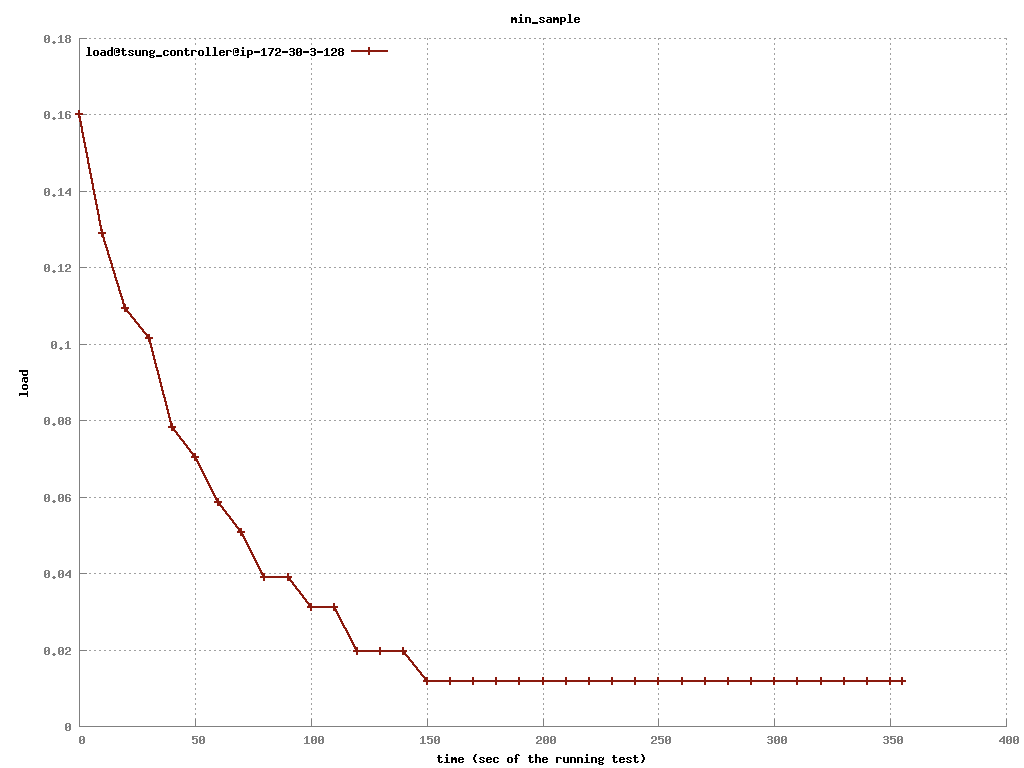 min_sample
load@tsung_controller@ip-172-30-3-128
0.18
0.16
0.14
0.12
0.1
0.08
0.06
0.04
0.02
0
load
0 50 100 150 200 250 300 350 400
time (sec of the running test)